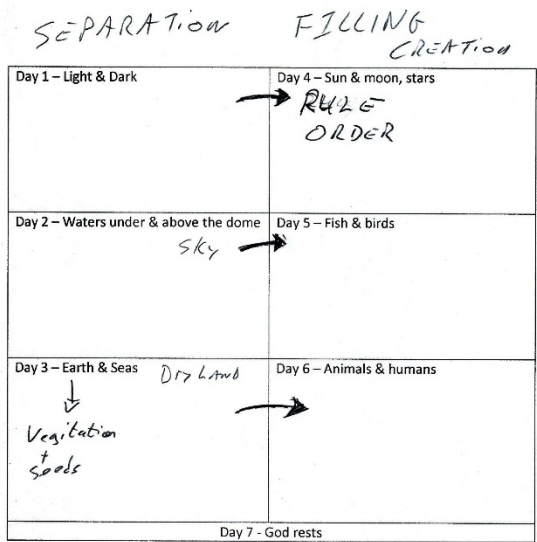 SEPARATION FILLING
CREATION
Day 1 – Light & Dark
Day 4 – Sun & moon, stars
RULE
ORDER
Day 2 – Waters under & above the dome
SKy
Day 5 – Fish & birds
Day 3 – Earth & Seas
Dry LAND
Vegitation
+
Seeds
Day 6 – Animals & humans
Day 7 - God rests